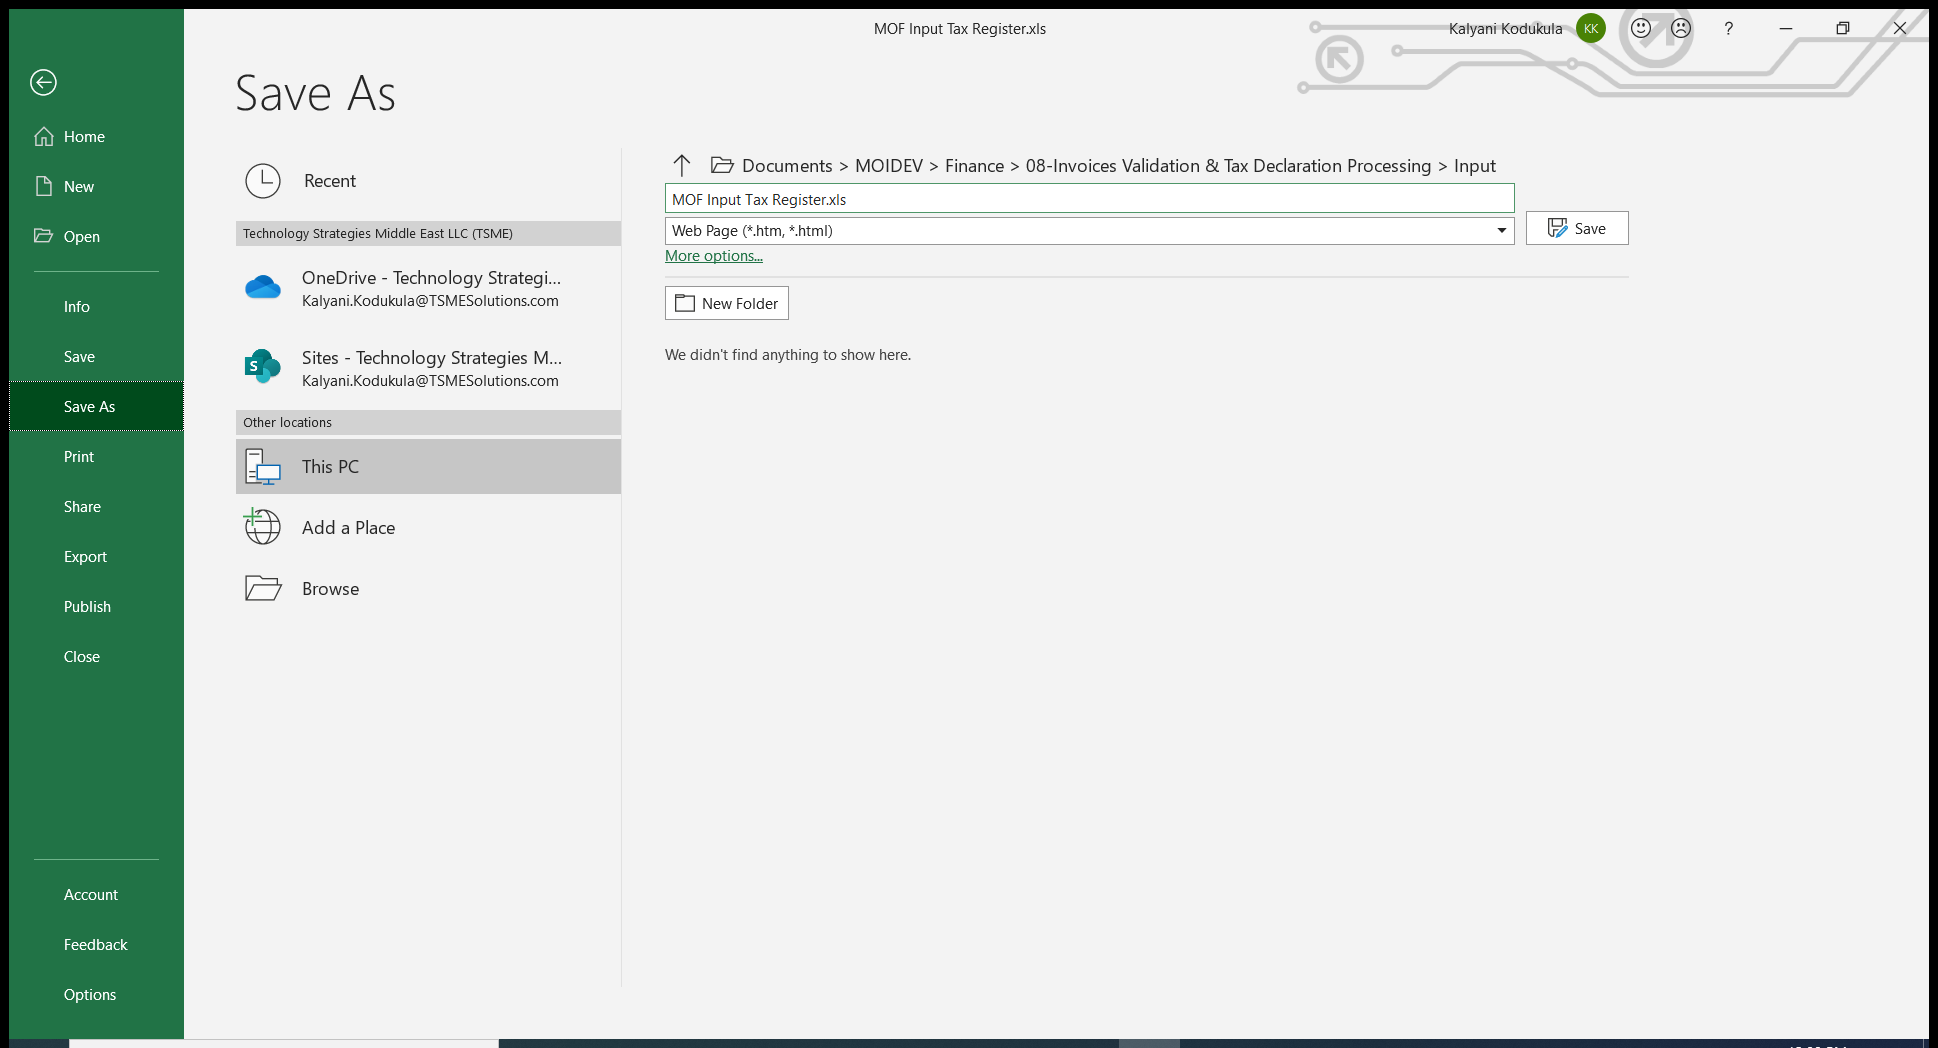 MOF Input Tax Register.xls
Kalyani Kodukula
KK
?
Save As
Home
New
Open
Info
Save
Save As
Print
Share
Export
Publish
Close
Account
Feedback
Options
Recent
Technology Strategies Middle East LLC (TSME)
OneDrive - Technology Strategi...
Kalyani.Kodukula@TSMESolutions.com
S
Sites - Technology Strategies M...
Kalyani.Kodukula@TSMESolutions.com
Other locations
This PC
Add a Place
Browse
Documents > MOIDEV > Finance > 08-Invoices Validation & Tax Declaration Processing > Input
MOF Input Tax Register.xls
Web Page (*.htm, *.html)
Save
More options...
New Folder
We didn't find anything to show here.